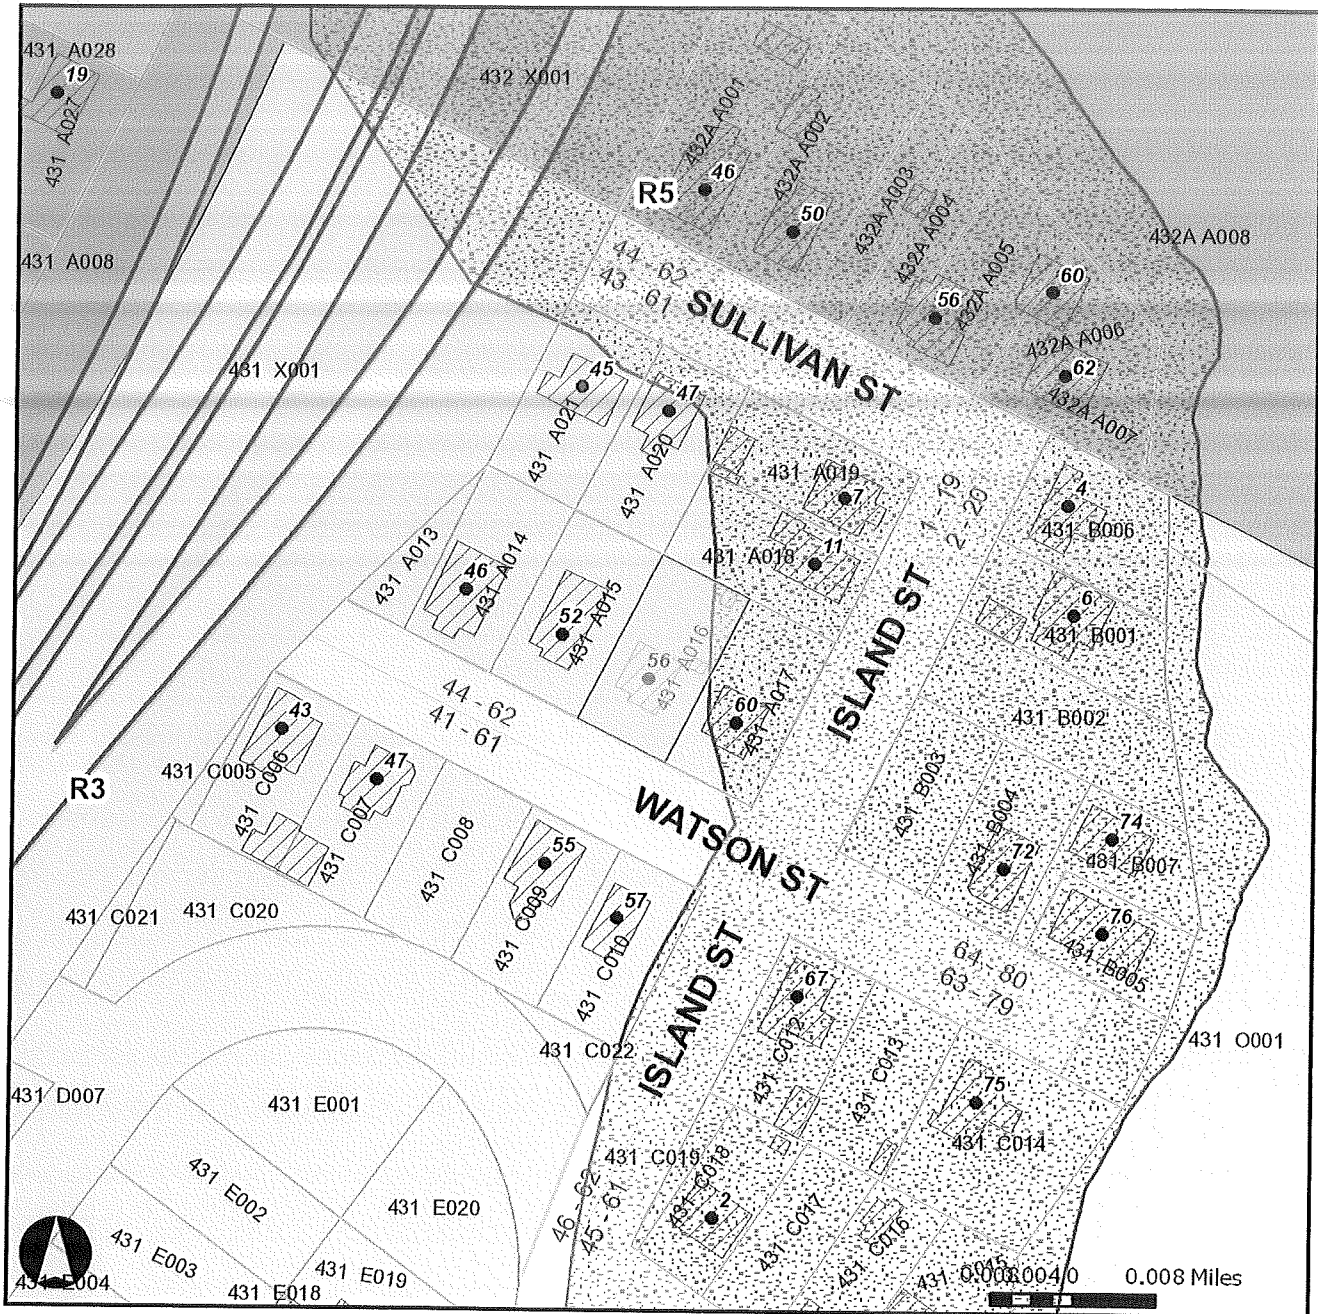 431 A028
19
431 A027
431 A008
432 X001
432A A001
46
R5
432A A002
50
432A A003
432A A004
56
432A A005
60
432A A008
432A A006
62
432A A007
44 - 62
43 - 61
SULLIVAN ST
431 X001
45
431 A021
47
431 A020
431 A019
7
1 - 19
2 - 20
4
431 B006
431 A018
11
431 A013
46
431 A014
52
431 A015
56
431 A016
60
431 A017
ISLAND ST
6
431 B001
431 B002
431 B003
431 B004
72
74
431 B007
76
431 B005
44 - 62
41 - 61
WATSON ST
43
431 C005
431 C006
R3
47
431 C007
431 C008
55
431 C009
57
431 C010
431 C021
431 C020
ISLAND ST
64 - 80
63 - 79
67
431 C012
431 C013
75
431 C014
431 O001
431 C022
431 D007
431 E001
431 E002
431 E020
431 E003
431 E004
431 E018
431 E019
46 - 62
45 - 61
431 C019
431 C018
2
431 C017
431 C016
431 C015
0.008 Miles